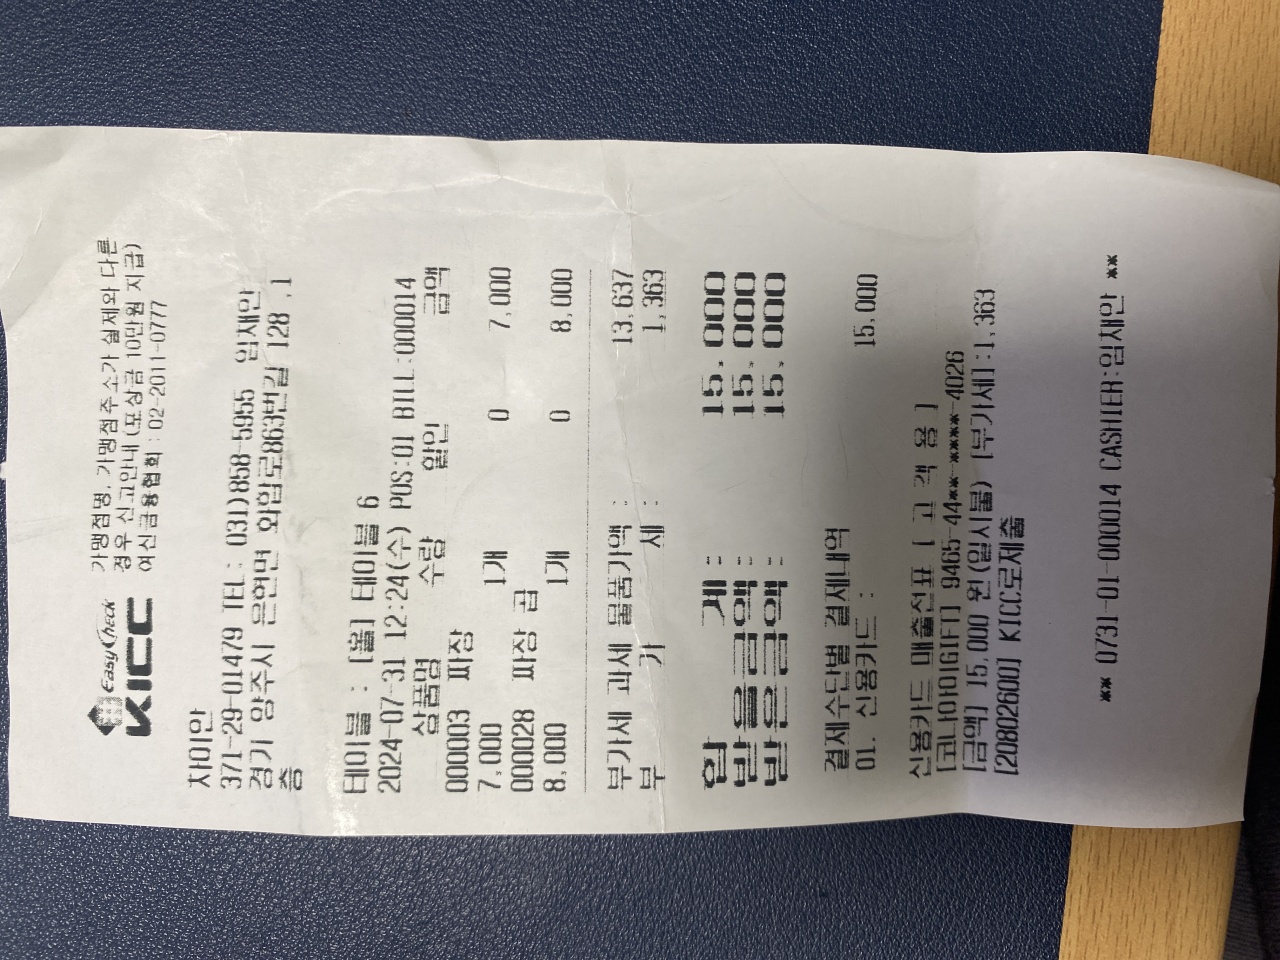 EasyCheck
KICC
가맹점명, 가맹점주소가 실제와 다른
경우 신고안내 (포상금 10만원 지급)
여신금융협회 : 02-2011-0777
차이안
371-29-01479 TEL: 031)858-5955 임채안
경기 양주시 은현면 화합로863번길 128 ,1
층
테이블 : [홀] 테이블 6
2024-07-31 12:24(수) POS:01 BILL:000014
상품명 수량 할인 금액
000003 짜장
7,000 1개 0 7,000
000028 짜장 곱
8,000 1개 0 8,000
부가세 과세 물품가액 : 13,637
부 가 세 : 1,363
합 계: 15,000
받을금액: 15,000
받은금액: 15,000
결제수단별 결제내역
01. 신용카드 : 15,000
신용카드 매출전표 [ 고 객 용 ]
[코나아이GIFT] 9465-44**-****-4026
[금액] 15,000 원(일시불) [부가세]:1,363
[20802600] KICC로제출
** 0731-01-000014 CASHIER:임채안 **